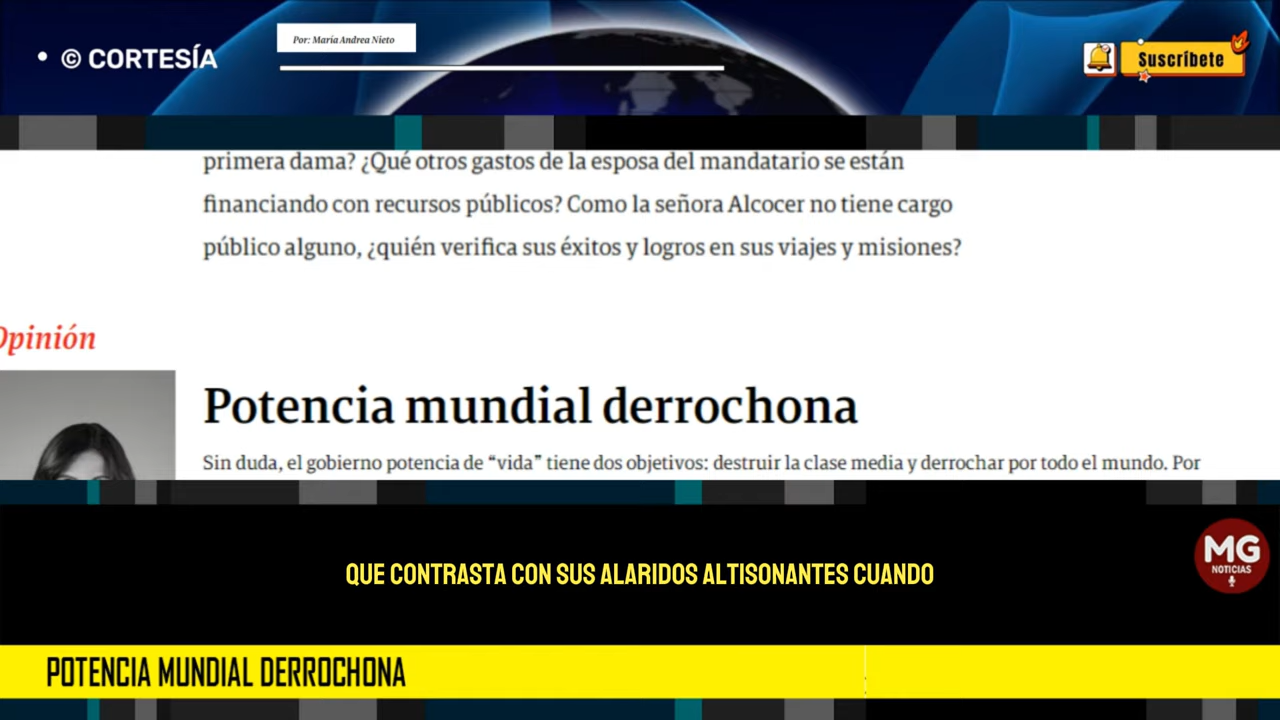 • © CORTESÍA
Por: María Andrea Nieto
Suscríbete
primera dama? ¿Qué otros gastos de la esposa del mandatario se están
financiando con recursos públicos? Como la señora Alcocer no tiene cargo
público alguno, ¿quién verifica sus éxitos y logros en sus viajes y misiones?
Opinión
Potencia mundial derrochona
Sin duda, el gobierno potencia de “vida” tiene dos objetivos: destruir la clase media y derrochar por todo el mundo. Por
QUE CONTRASTA CON SUS ALARIDOS ALTISONANTES CUANDO
MG
NOTICIAS
POTENCIA MUNDIAL DERROCHONA